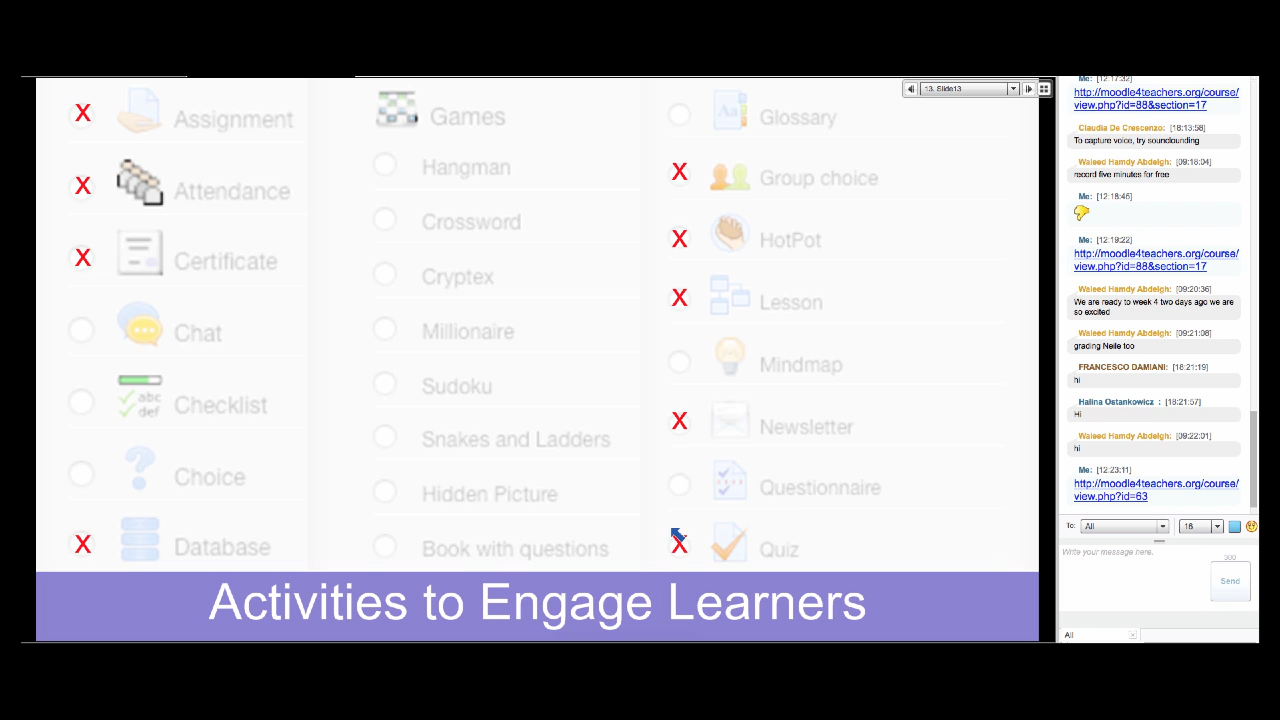 X Assignment
X Attendance
X Certificate
Chat
abc
def
Checklist
Choice
X Database
Games
Hangman
Crossword
Cryptex
Millionaire
Sudoku
Snakes and Ladders
Hidden Picture
Book with questions
13. Slide13
Aa
Glossary
X Group choice
X HotPot
X Lesson
Mindmap
X Newsletter
Questionnaire
X Quiz
Activities to Engage Learners
Me: [12:17:32]
http://moodle4teachers.org/course/
view.php?id=88&section=17
Claudia De Crescenzo: [18:13:58]
To capture voice, try soundounding
Waleed Hamdy Abdelgh: [09:18:04]
record five minutes for free
Me: [12:18:45]
Me: [12:19:22]
http://moodle4teachers.org/course/
view.php?id=88&section=17
Waleed Hamdy Abdelgh: [09:20:36]
We are ready to week 4 two days ago we are
so excited
Waleed Hamdy Abdelgh: [09:21:08]
grading Nelle too
FRANCESCO DAMIANI: [18:21:19]
hi
Halina Ostankowicz : [18:21:57]
Hi
Waleed Hamdy Abdelgh: [09:22:01]
hi
Me: [12:23:11]
http://moodle4teachers.org/course/
view.php?id=63
To: All 16
Write your message here.
300
Send
All